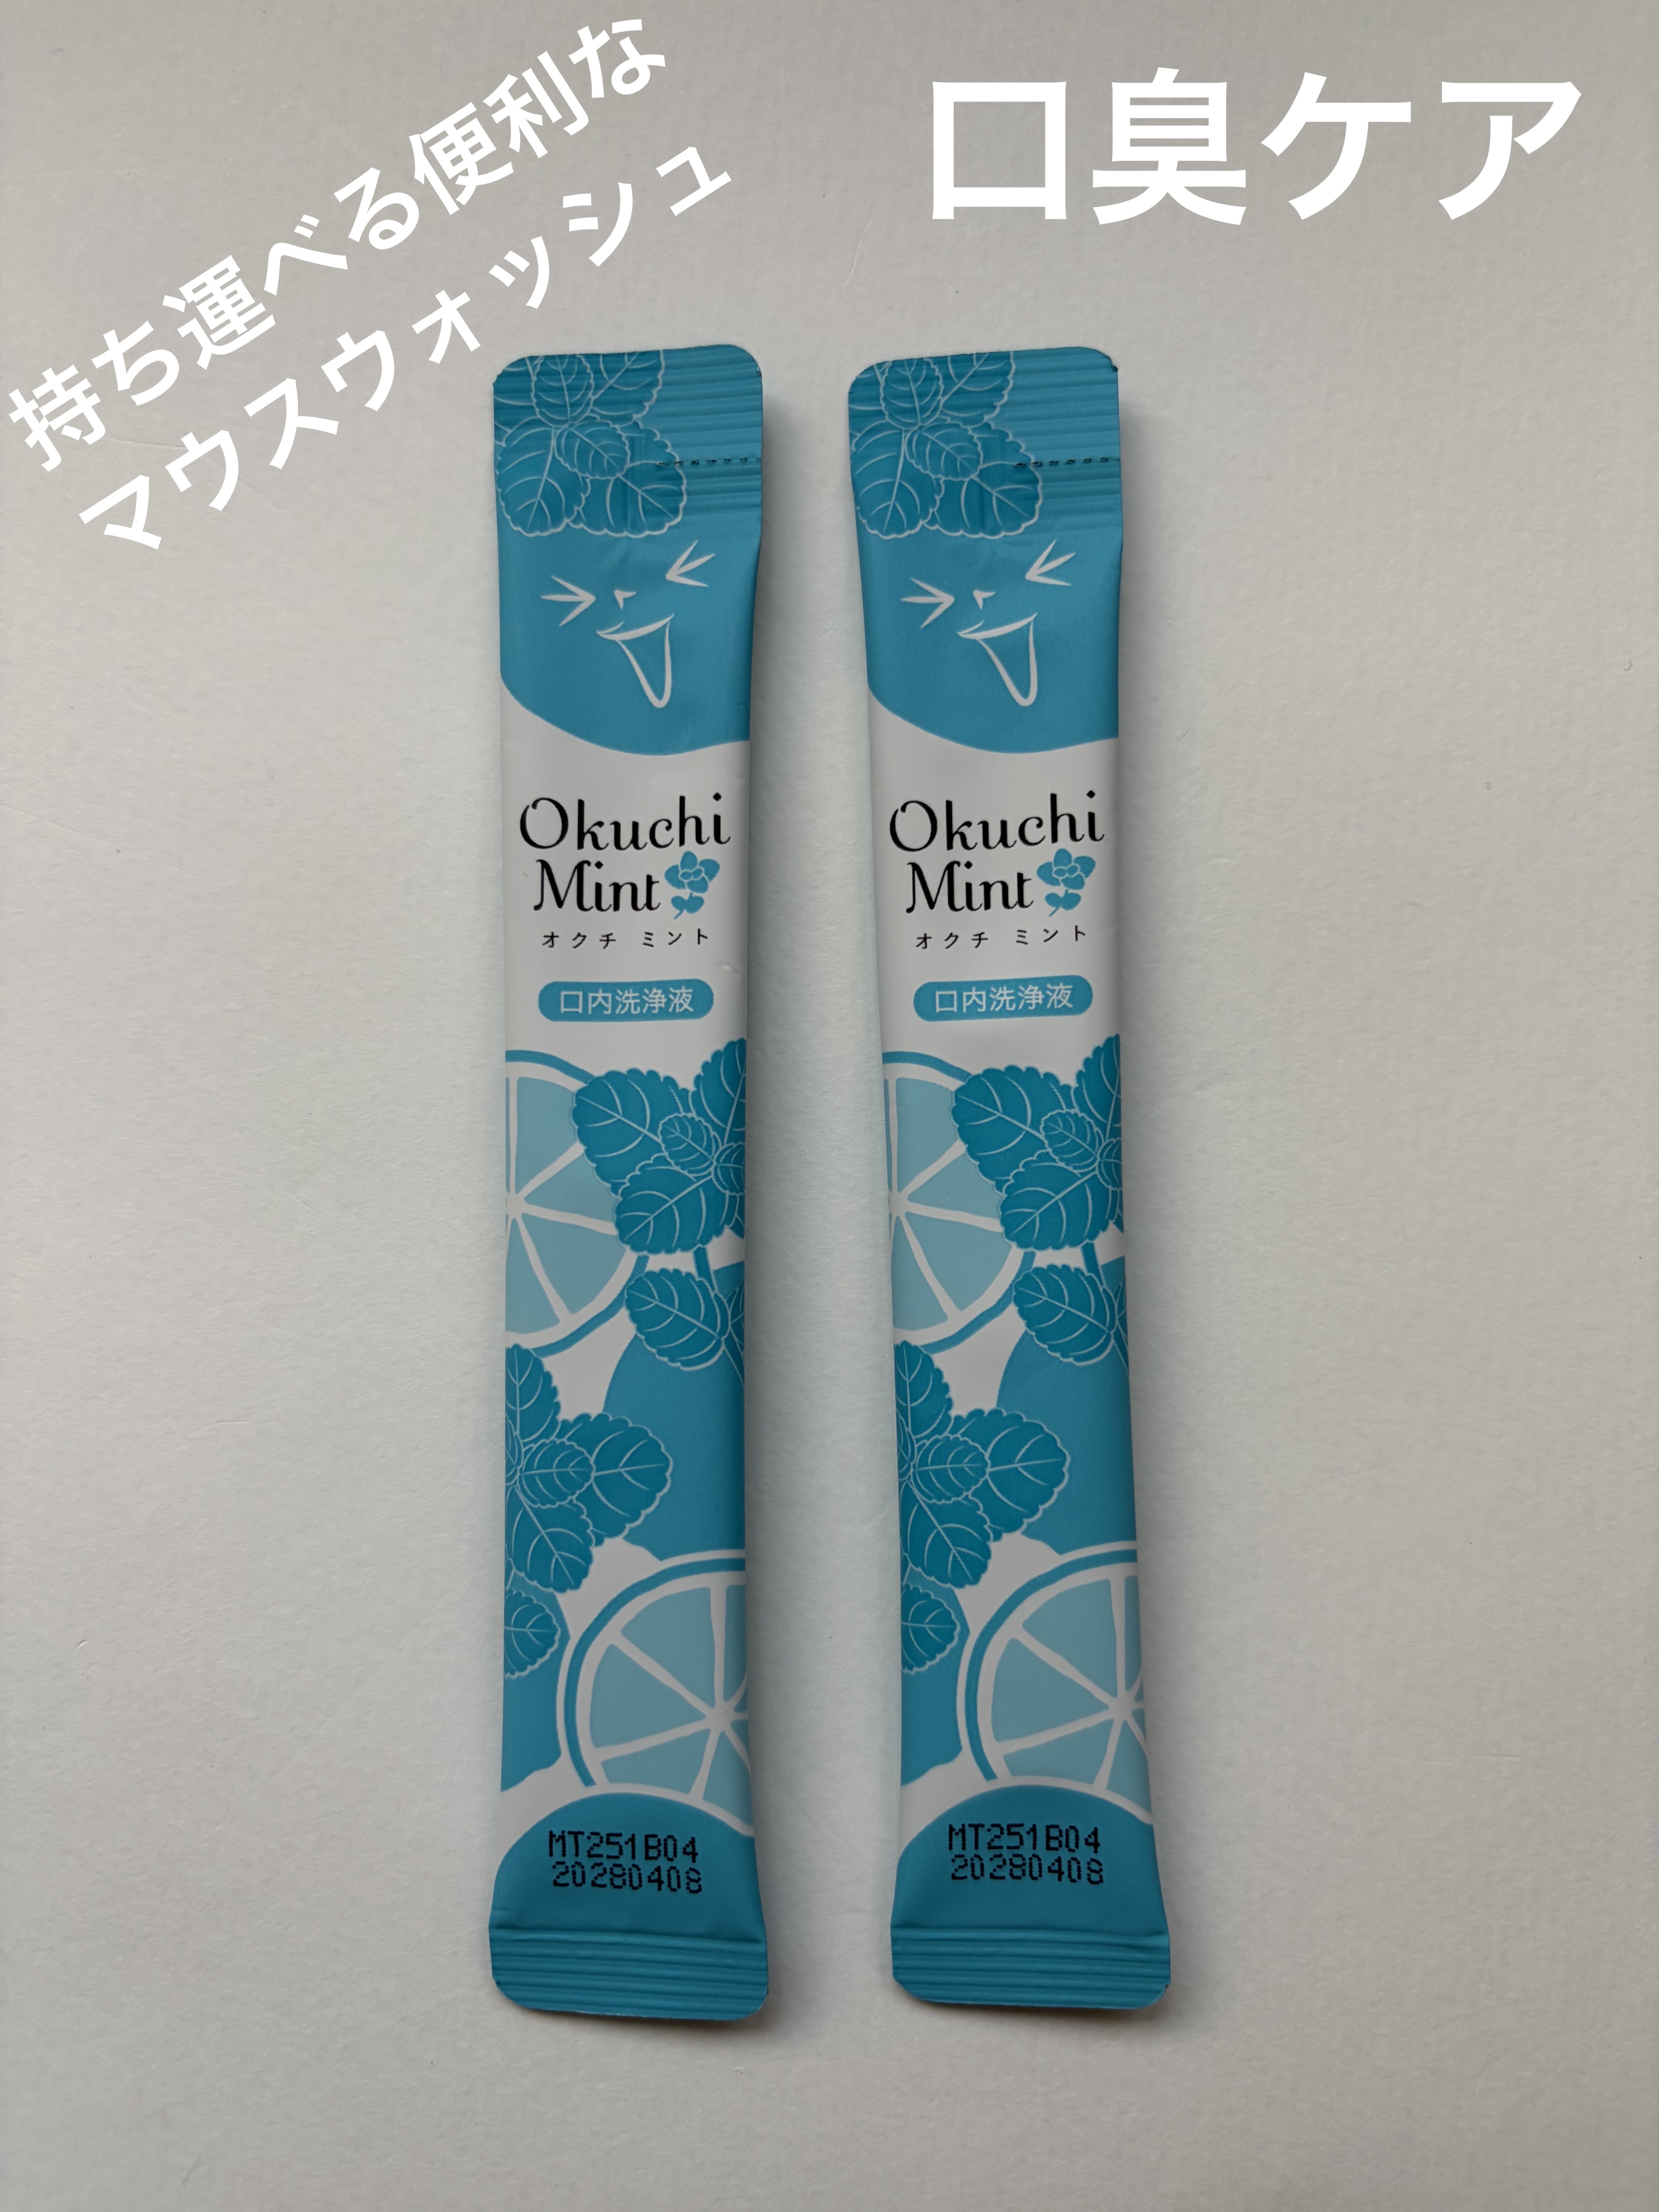 持ち運べる便利な
マウスウォッシュ
口臭ケア
Okuchi
Mint
オクチ ミント
口内洗浄液
MT251B04
20280408
Okuchi
Mint
オクチ ミント
口内洗浄液
MT251B04
20280408